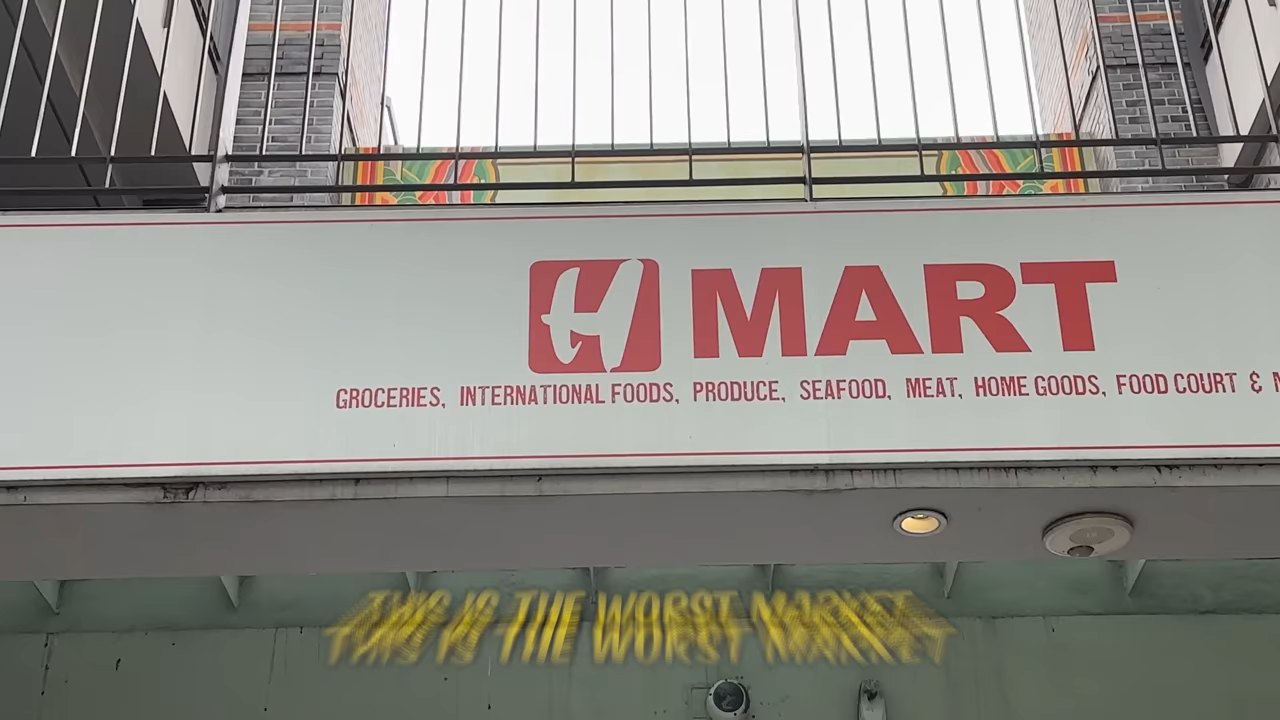 H MART
GROCERIES, INTERNATIONAL FOODS, PRODUCE, SEAFOOD, MEAT, HOME GOODS, FOOD COURT &
THIS IS THE WORST MARKET